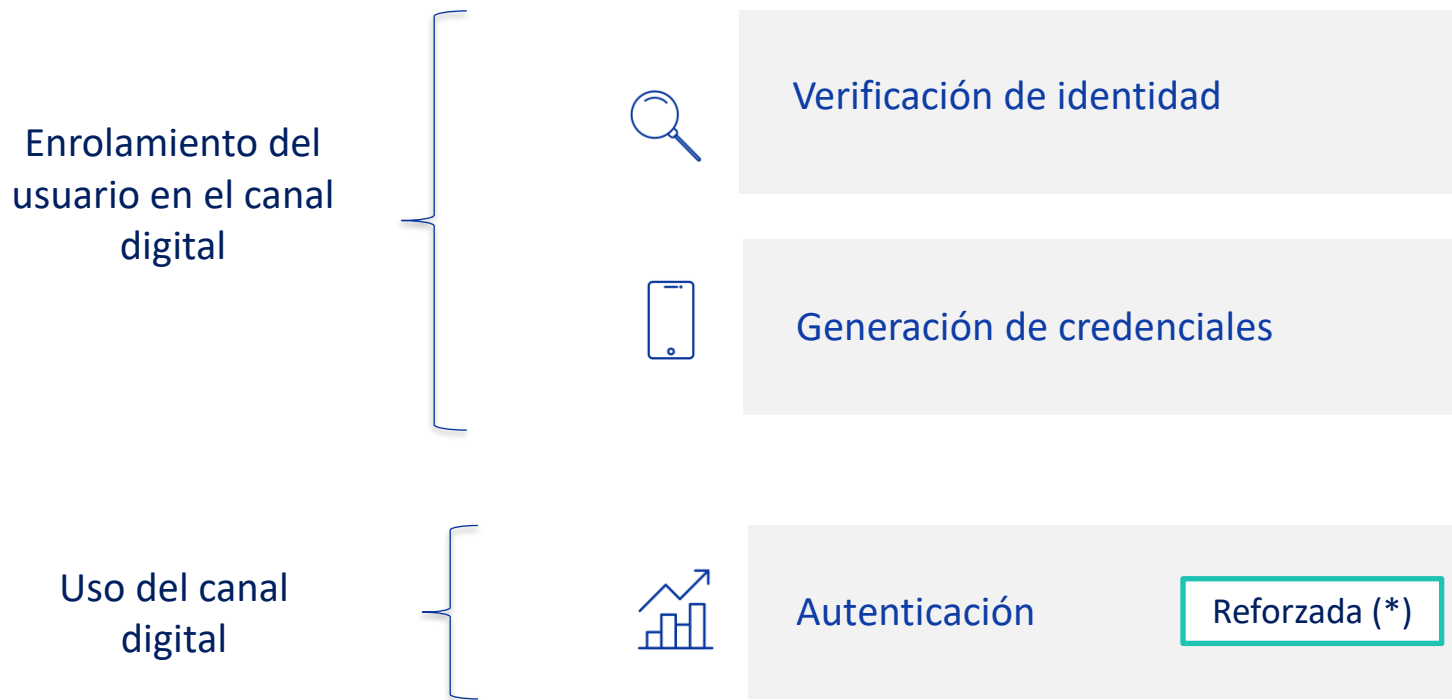 Enrolamiento del
usuario en el canal
digital
Verificación de identidad
Generación de credenciales
Uso del canal
digital
Autenticación
Reforzada (*)